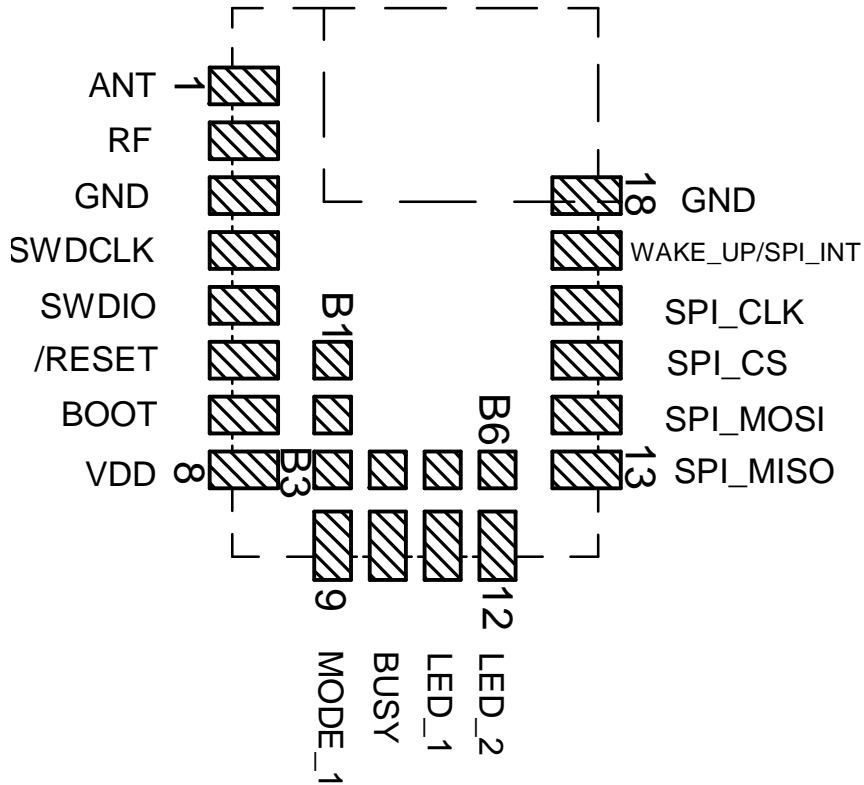 ANT 1
RF
GND
SWDCLK
SWDIO
/RESET
BOOT
VDD 8
B1
B3
B6
18 GND
WAKE_UP/SPI_INT
SPI_CLK
SPI_CS
SPI_MOSI
13 SPI_MISO
9
12
MODE_1
BUSY
LED_1
LED_2